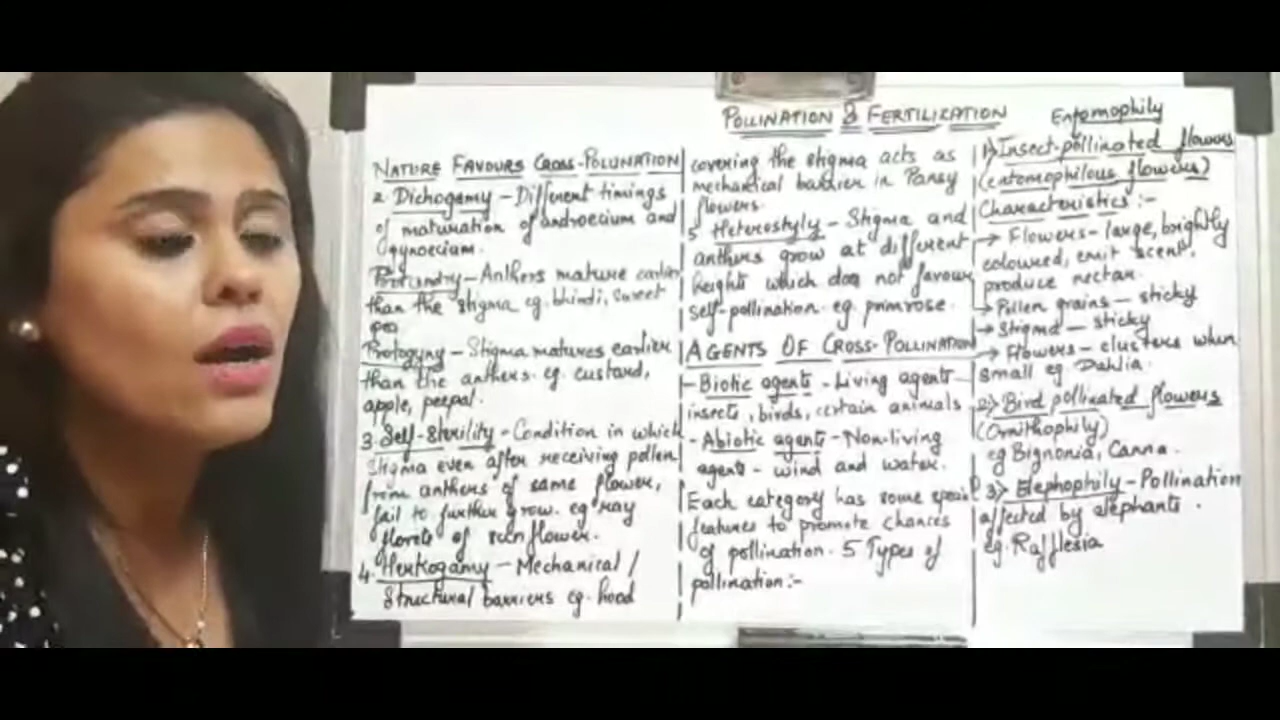 POLLINATION & FERTILIZATION
NATURE FAVOURS CROSS-POLLINATION
2. Dichogamy – Different timings
of maturation of androecium and
gynoecium.
Protandry – Anthers mature earlier
than the stigma eg. bhindi, sweet
pea
Protogyny – Stigma matures earlier
than the anthers. eg. custard,
apple, peepal.
3. Self-Sterility – Condition in which
stigma even after receiving pollen
from anthers of same flower,
fail to further grow. eg ray
florets of sunflower.
4. Herkogamy – Mechanical /
Structural barriers eg. hood
covering the stigma acts as
mechanical barrier in Pansy
flowers.
5 Heterostyly – Stigma and
anthers grow at different
heights which does not favour
self-pollination. eg. primrose.
AGENTS OF CROSS-POLLINATION
– Biotic agents – Living agents –
insects, birds, certain animals
- Abiotic agents – Non-living
agents – wind and water.
Each category has some special
features to promote chances
of pollination. 5 Types of
pollination:–
Entomophily
1) Insect-pollinated flowers
(entomophilous flowers)
Characteristics:–
→ Flowers – large, brightly
coloured, emit scent,
produce nectar.
→ Pollen grains – sticky
→ Stigma – sticky
→ Flowers – clusters when
small eg Dahlia.
2) Bird pollinated flowers
(Ornithophily)
eg Bignonia, Canna.
3) Elephophily – Pollination
affected by elephants.
eg. Rafflesia